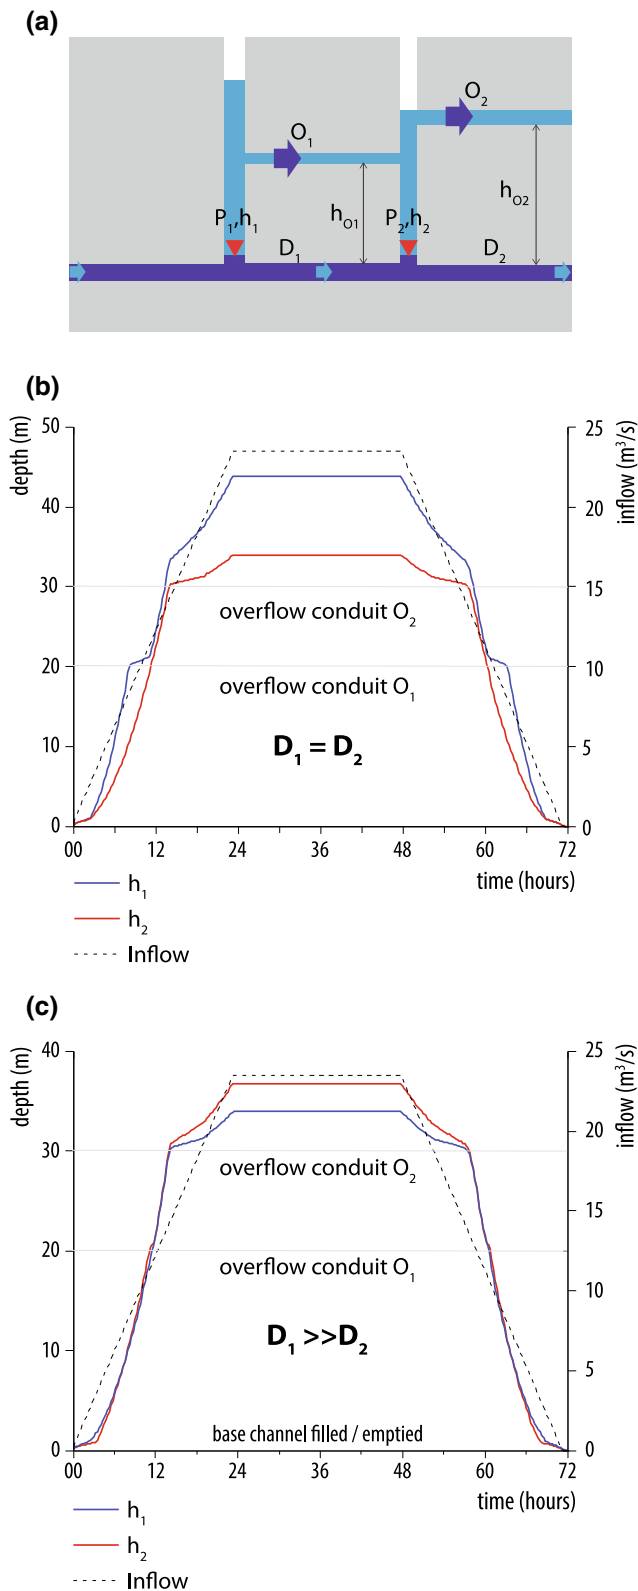 (a)
O₂
O₁
h_O2
P₁,h₁
h_O1
P₂,h₂
D₁
D₂
(b)
depth (m)
inflow (m³/s)
50
25
40
20
30
15
overflow conduit O₂
20
10
overflow conduit O₁
D₁ = D₂
10
5
0
0
00
12
24
36
48
60
72
time (hours)
h₁
h₂
Inflow
(c)
depth (m)
inflow (m³/s)
40
25
20
30
overflow conduit O₂
15
20
overflow conduit O₁
10
D₁ >>D₂
10
5
base channel filled / emptied
0
0
00
12
24
36
48
60
72
time (hours)
h₁
h₂
Inflow